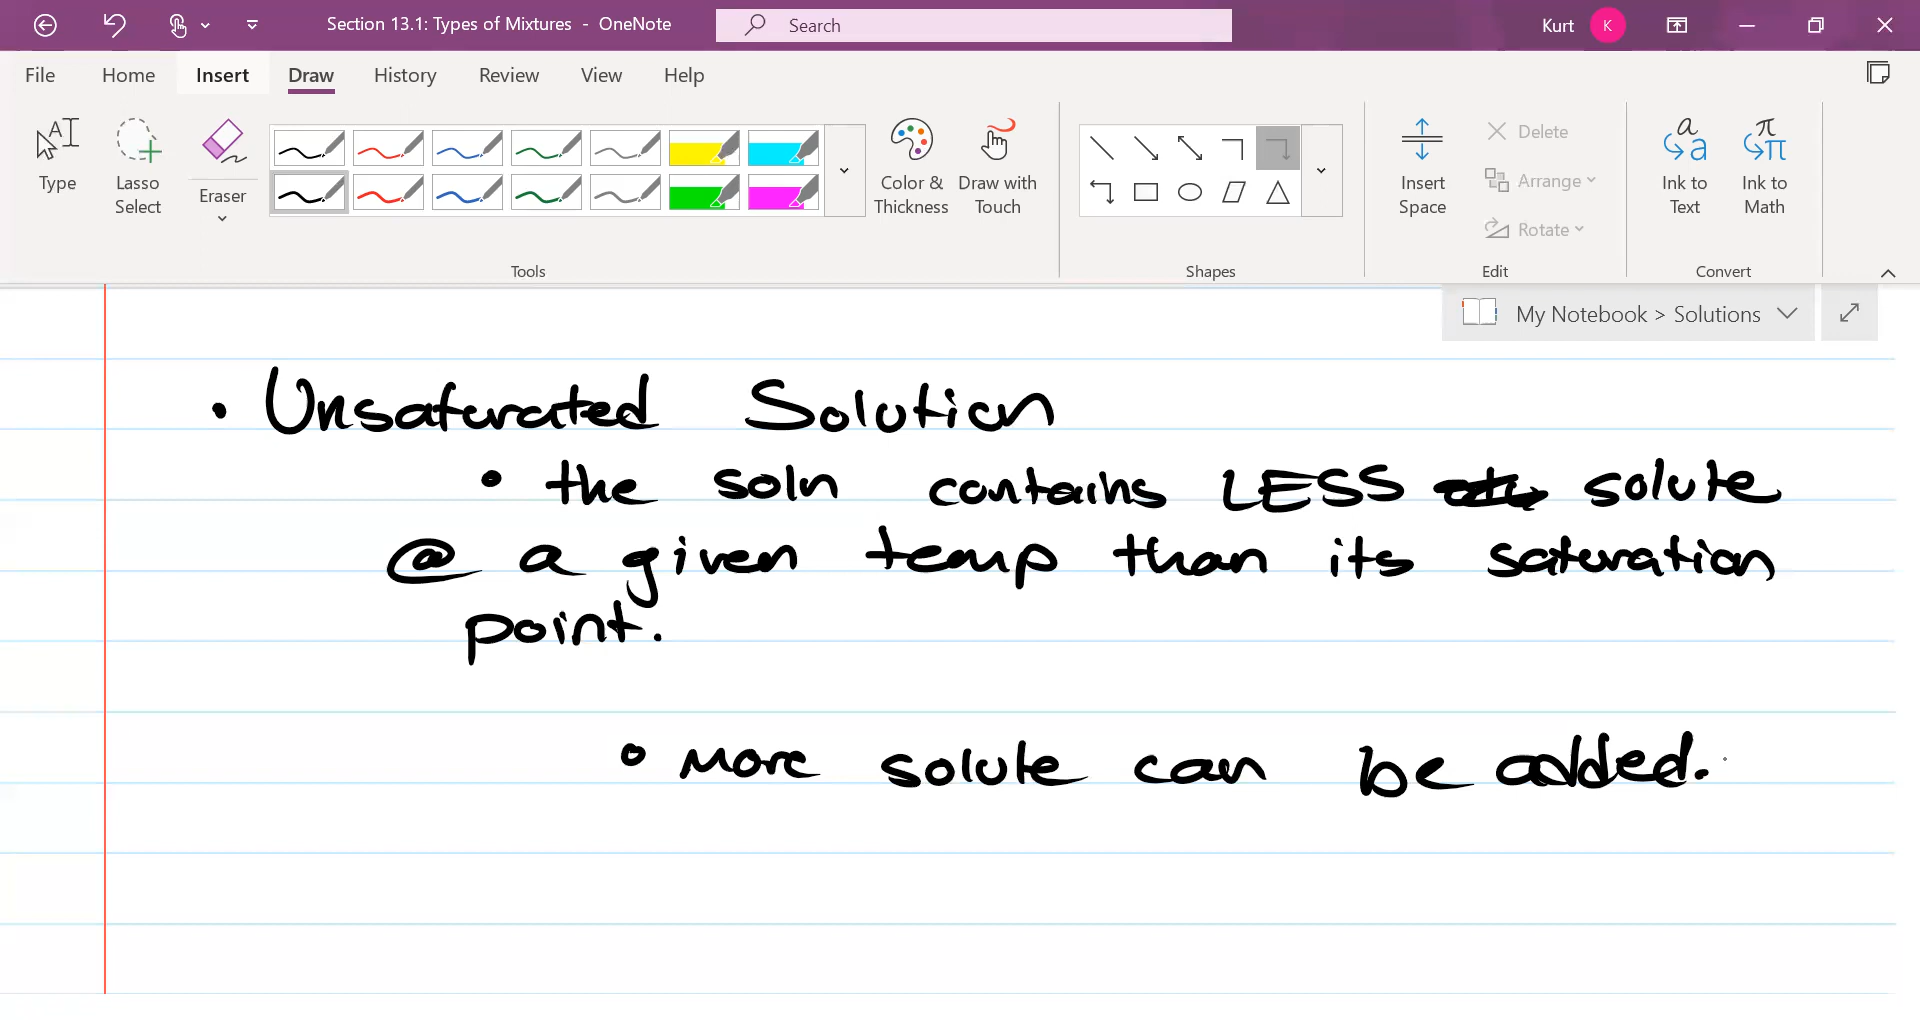 Section 13.1: Types of Mixtures - OneNote
Search
Kurt K
File Home Insert Draw History Review View Help
Type
Lasso Select
Eraser
Color & Thickness
Draw with Touch
Insert Space
Delete
Arrange
Rotate
Ink to Text
Ink to Math
Tools Shapes Edit Convert
My Notebook > Solutions
• Unsaturated Solution
• the soln contains LESS solute
@ a given temp than its saturation
point.
• More solute can be added.